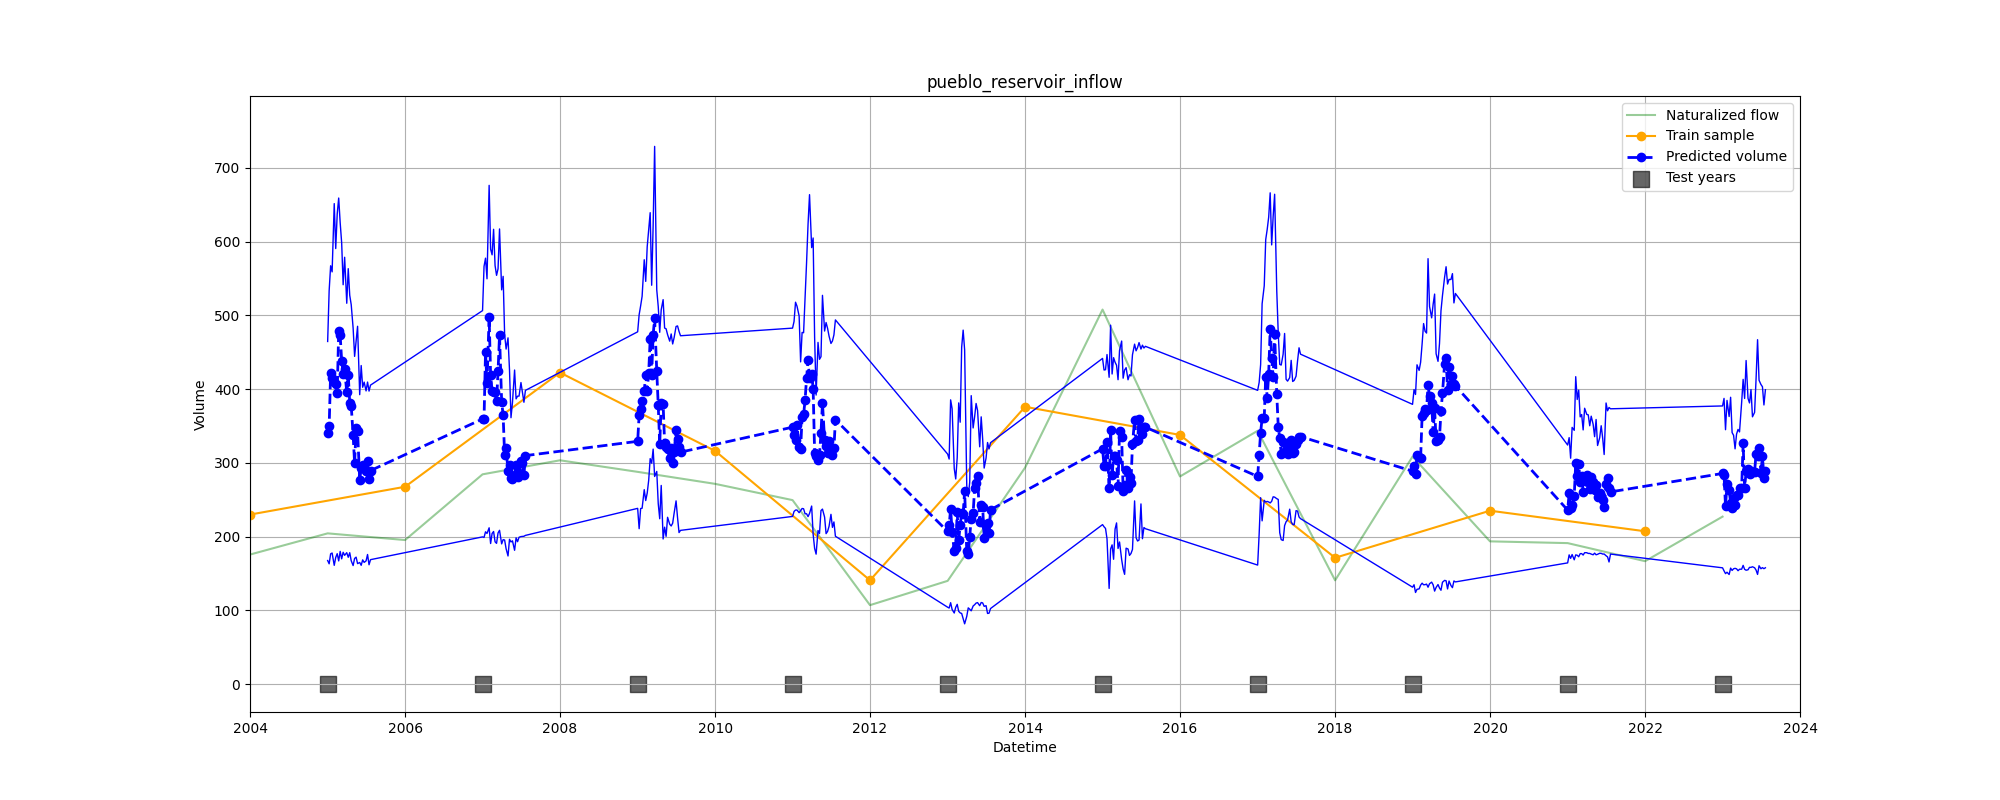 pueblo_reservoir_inflow
Naturalized flow
Train sample
Predicted volume
Test years
Volume
700
600
500
400
300
200
100
0
2004 2006 2008 2010 2012 2014 2016 2018 2020 2022 2024
Datetime